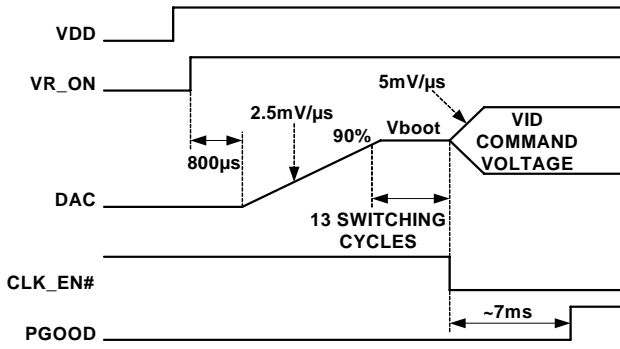 VDD
VR_ON
5mV/µs
2.5mV/µs
90%
Vboot
VID
COMMAND
VOLTAGE
800µs
DAC
13 SWITCHING
CYCLES
CLK_EN#
~7ms
PGOOD